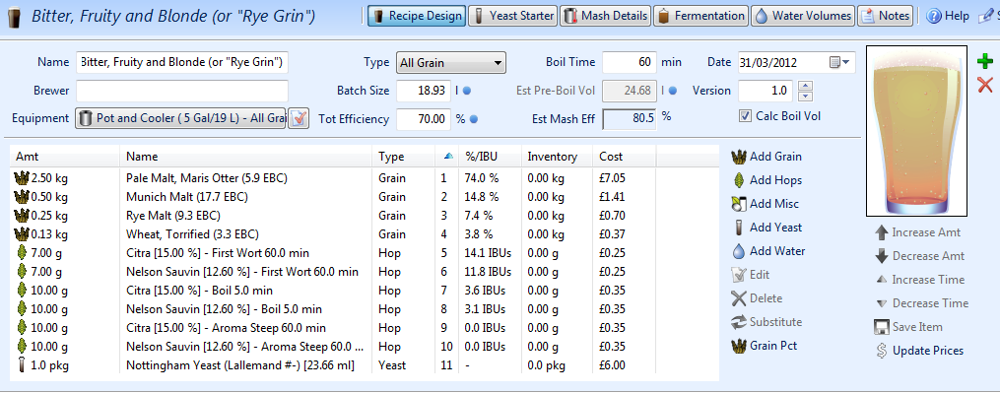 Bitter, Fruity and Blonde (or "Rye Grin") Recipe Design Yeast Starter Mash Details Fermentation Water Volumes Notes Help
Name Bitter, Fruity and Blonde (or "Rye Grin") Type All Grain Boil Time 60 min Date 31/03/2012
Brewer Batch Size 18.93 l Est Pre-Boil Vol 24.68 l Version 1.0
Equipment Pot and Cooler ( 5 Gal/19 L) - All Grai Tot Efficiency 70.00 % Est Mash Eff 80.5 % Calc Boil Vol
Amt Name Type %/IBU Inventory Cost
2.50 kg Pale Malt, Maris Otter (5.9 EBC) Grain 1 74.0 % 0.00 kg £7.05
0.50 kg Munich Malt (17.7 EBC) Grain 2 14.8 % 0.00 kg £1.41
0.25 kg Rye Malt (9.3 EBC) Grain 3 7.4 % 0.00 kg £0.70
0.13 kg Wheat, Torrified (3.3 EBC) Grain 4 3.8 % 0.00 kg £0.37
7.00 g Citra [15.00 %] - First Wort 60.0 min Hop 5 14.1 IBUs 0.00 g £0.25
7.00 g Nelson Sauvin [12.60 %] - First Wort 60.0 min Hop 6 11.8 IBUs 0.00 g £0.25
10.00 g Citra [15.00 %] - Boil 5.0 min Hop 7 3.6 IBUs 0.00 g £0.35
10.00 g Nelson Sauvin [12.60 %] - Boil 5.0 min Hop 8 3.1 IBUs 0.00 g £0.35
10.00 g Citra [15.00 %] - Aroma Steep 60.0 min Hop 9 0.0 IBUs 0.00 g £0.35
10.00 g Nelson Sauvin [12.60 %] - Aroma Steep 60.0 ... Hop 10 0.0 IBUs 0.00 g £0.35
1.0 pkg Nottingham Yeast (Lallemand #-) [23.66 ml] Yeast 11 - 0.0 pkg £6.00
Add Grain
Add Hops
Add Misc
Add Yeast
Add Water
Edit
Delete
Substitute
Grain Pct
Increase Amt
Decrease Amt
Increase Time
Decrease Time
Save Item
$ Update Prices